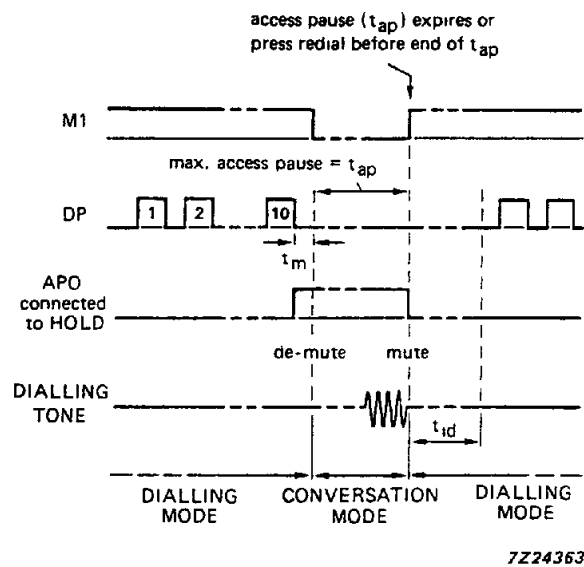 access pause (tap) expires or
press redial before end of tap
M1
max. access pause = tap
DP
1 2 10
tm
APO
connected
to HOLD
de-mute mute
DIALLING
TONE
tid
DIALLING
MODE
CONVERSATION
MODE
DIALLING
MODE
7Z24363